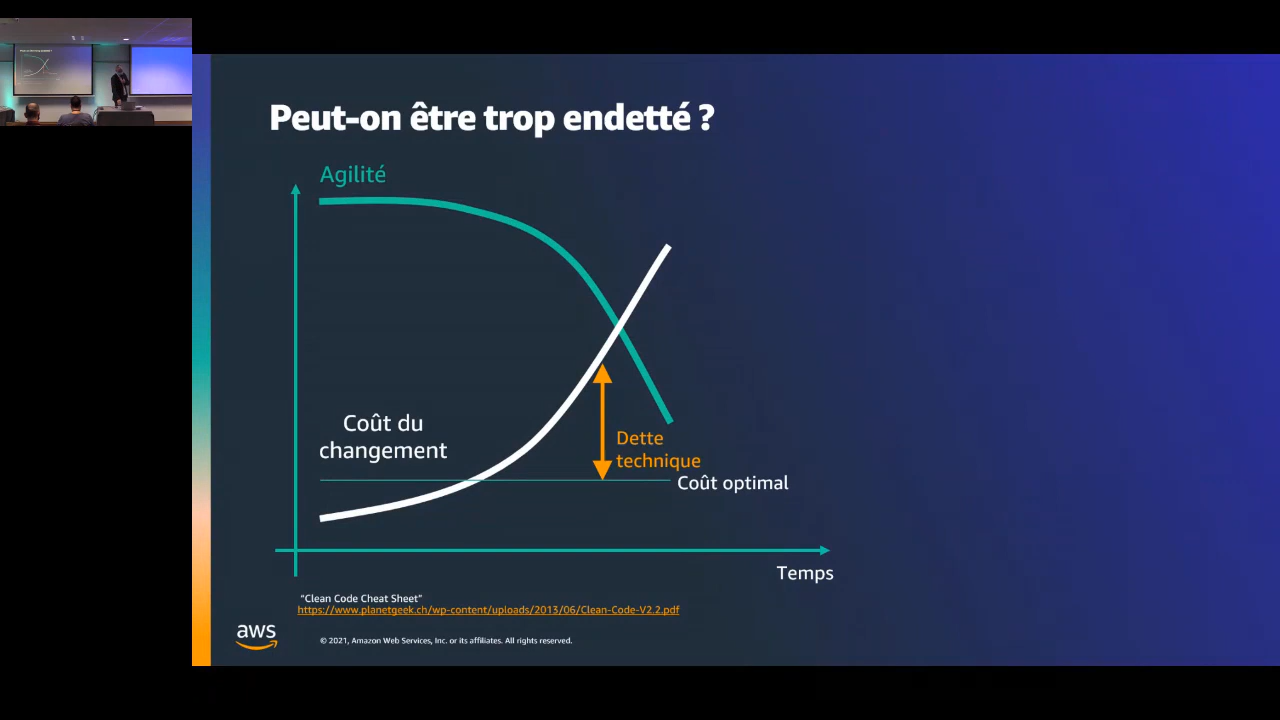 Peut-on être trop endetté ?
Agilité
Coût du
changement
Dette
technique
Coût optimal
Temps
“Clean Code Cheat Sheet”
https://www.planetgeek.ch/wp-content/uploads/2013/06/Clean-Code-V2.2.pdf
aws
© 2021, Amazon Web Services, Inc. or its affiliates. All rights reserved.